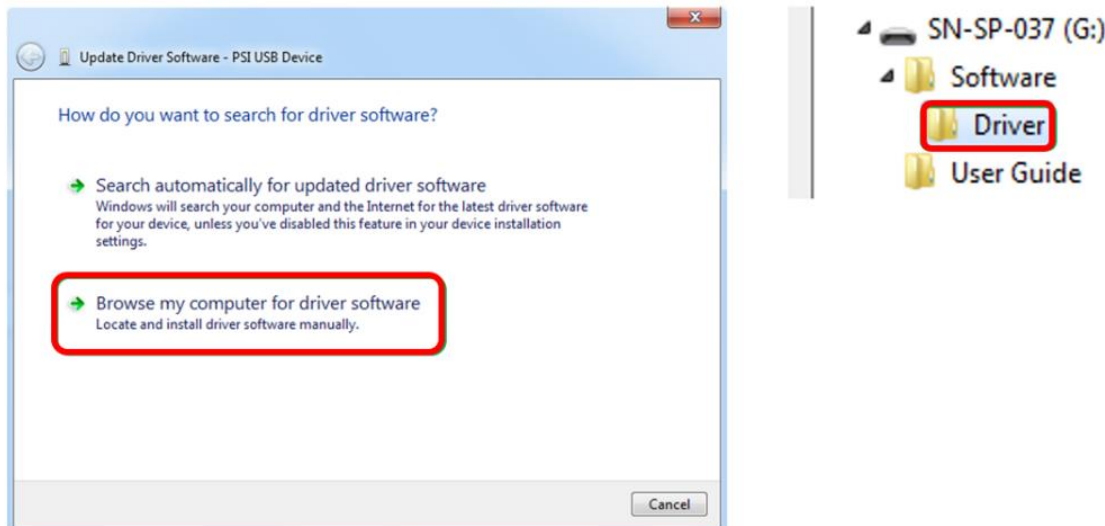 Update Driver Software - PSI USB Device
How do you want to search for driver software?
Search automatically for updated driver software
Windows will search your computer and the Internet for the latest driver software
for your device, unless you've disabled this feature in your device installation
settings.
Browse my computer for driver software
Locate and install driver software manually.
Cancel
SN-SP-037 (G:)
Software
Driver
User Guide